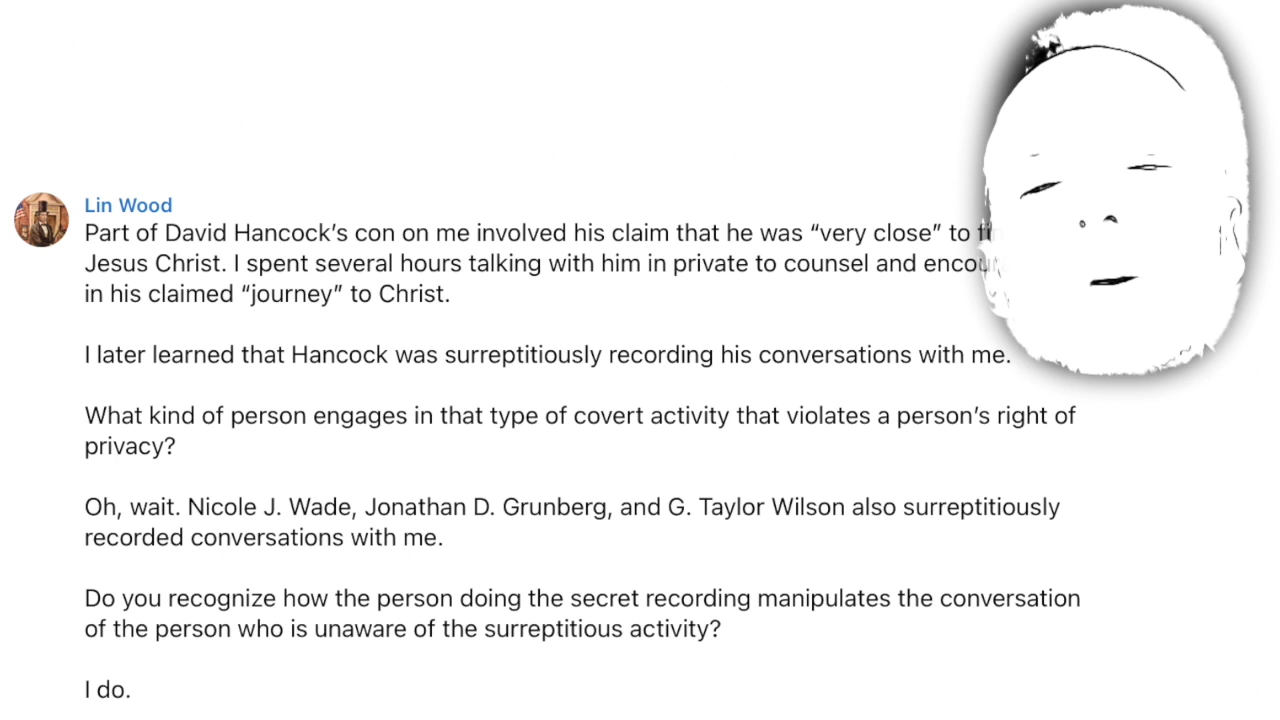 Lin Wood
Part of David Hancock’s con on me involved his claim that he was “very close” to
Jesus Christ. I spent several hours talking with him in private to counsel and
in his claimed “journey” to Christ.
I later learned that Hancock was surreptitiously recording his conversations with me.
What kind of person engages in that type of covert activity that violates a person’s right of
privacy?
Oh, wait. Nicole J. Wade, Jonathan D. Grunberg, and G. Taylor Wilson also surreptitiously
recorded conversations with me.
Do you recognize how the person doing the secret recording manipulates the conversation
of the person who is unaware of the surreptitious activity?
I do.